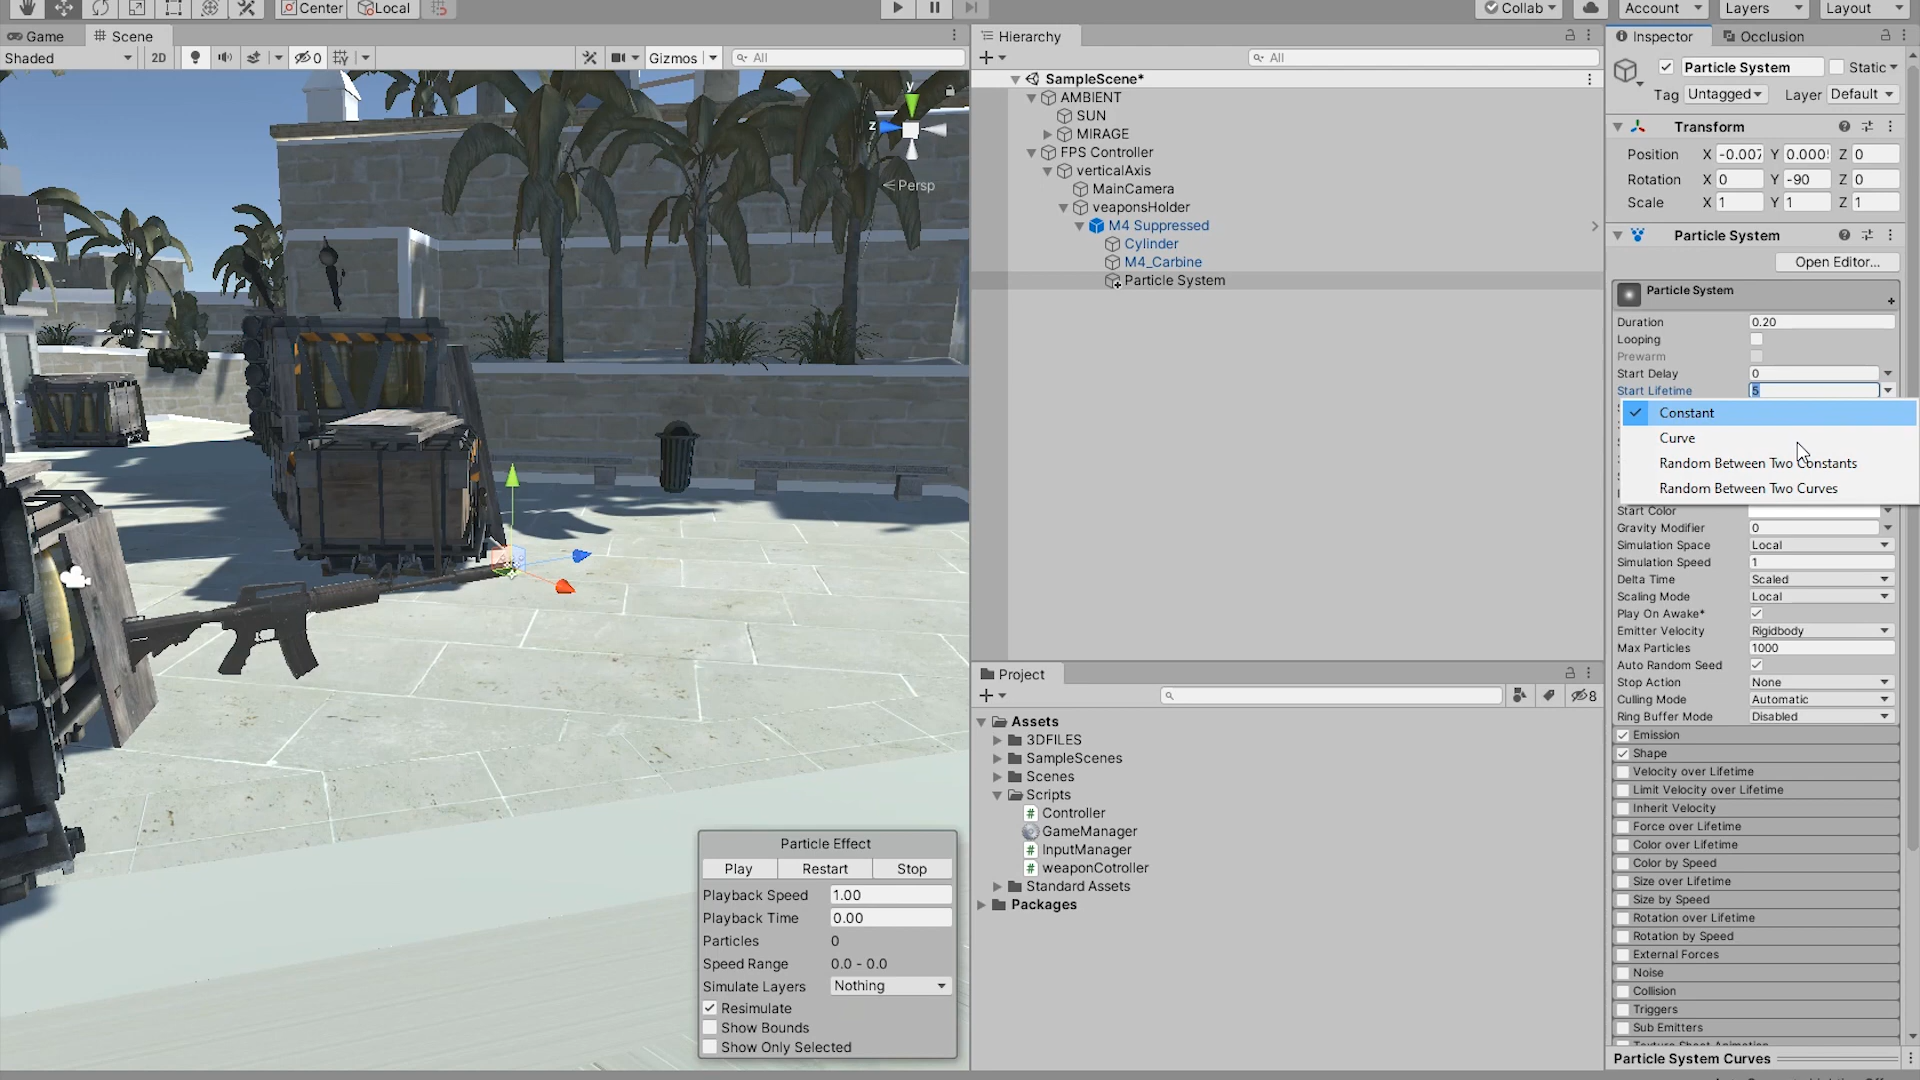 Center
Local
Collab
Account
Layers
Layout
Game
Scene
Shaded
2D
0
Gizmos
All
y
z
Persp
Particle Effect
Play
Restart
Stop
Playback Speed 1.00
Playback Time 0.00
Particles 0
Speed Range 0.0 - 0.0
Simulate Layers Nothing
Resimulate
Show Bounds
Show Only Selected
Hierarchy
All
SampleScene*
AMBIENT
SUN
MIRAGE
FPS Controller
verticalAxis
MainCamera
veaponsHolder
M4 Suppressed
Cylinder
M4_Carbine
Particle System
Project
8
Assets
3DFILES
SampleScenes
Scenes
Scripts
Controller
GameManager
InputManager
weaponCotroller
Standard Assets
Packages
Inspector
Occlusion
Particle System
Static
Tag Untagged Layer Default
Transform
Position X -0.007 Y 0.000 Z 0
Rotation X 0 Y -90 Z 0
Scale X 1 Y 1 Z 1
Particle System
Open Editor...
Particle System
Duration 0.20
Looping
Prewarm
Start Delay 0
Start Lifetime 5
Constant
Curve
Random Between Two Constants
Random Between Two Curves
Start Color
Gravity Modifier 0
Simulation Space Local
Simulation Speed 1
Delta Time Scaled
Scaling Mode Local
Play On Awake*
Emitter Velocity Rigidbody
Max Particles 1000
Auto Random Seed
Stop Action None
Culling Mode Automatic
Ring Buffer Mode Disabled
Emission
Shape
Velocity over Lifetime
Limit Velocity over Lifetime
Inherit Velocity
Force over Lifetime
Color over Lifetime
Color by Speed
Size over Lifetime
Size by Speed
Rotation over Lifetime
Rotation by Speed
External Forces
Noise
Collision
Triggers
Sub Emitters
Particle System Curves